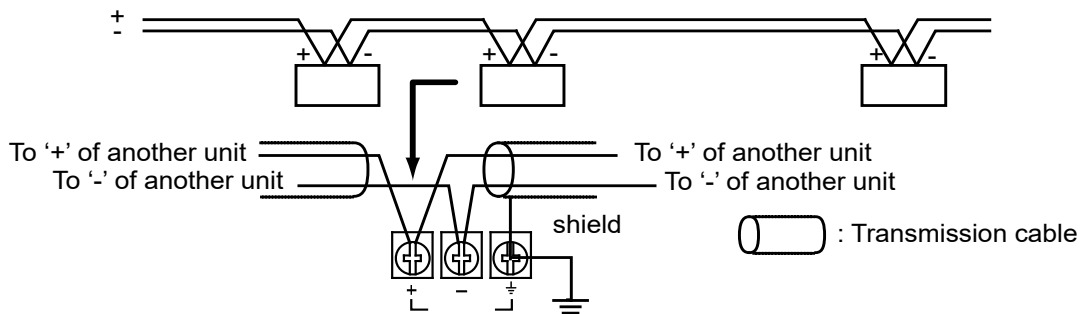 +
-
+ - + - + -
To ‘+’ of another unit To ‘+’ of another unit
To ‘-’ of another unit To ‘-’ of another unit
shield
: Transmission cable
+ –